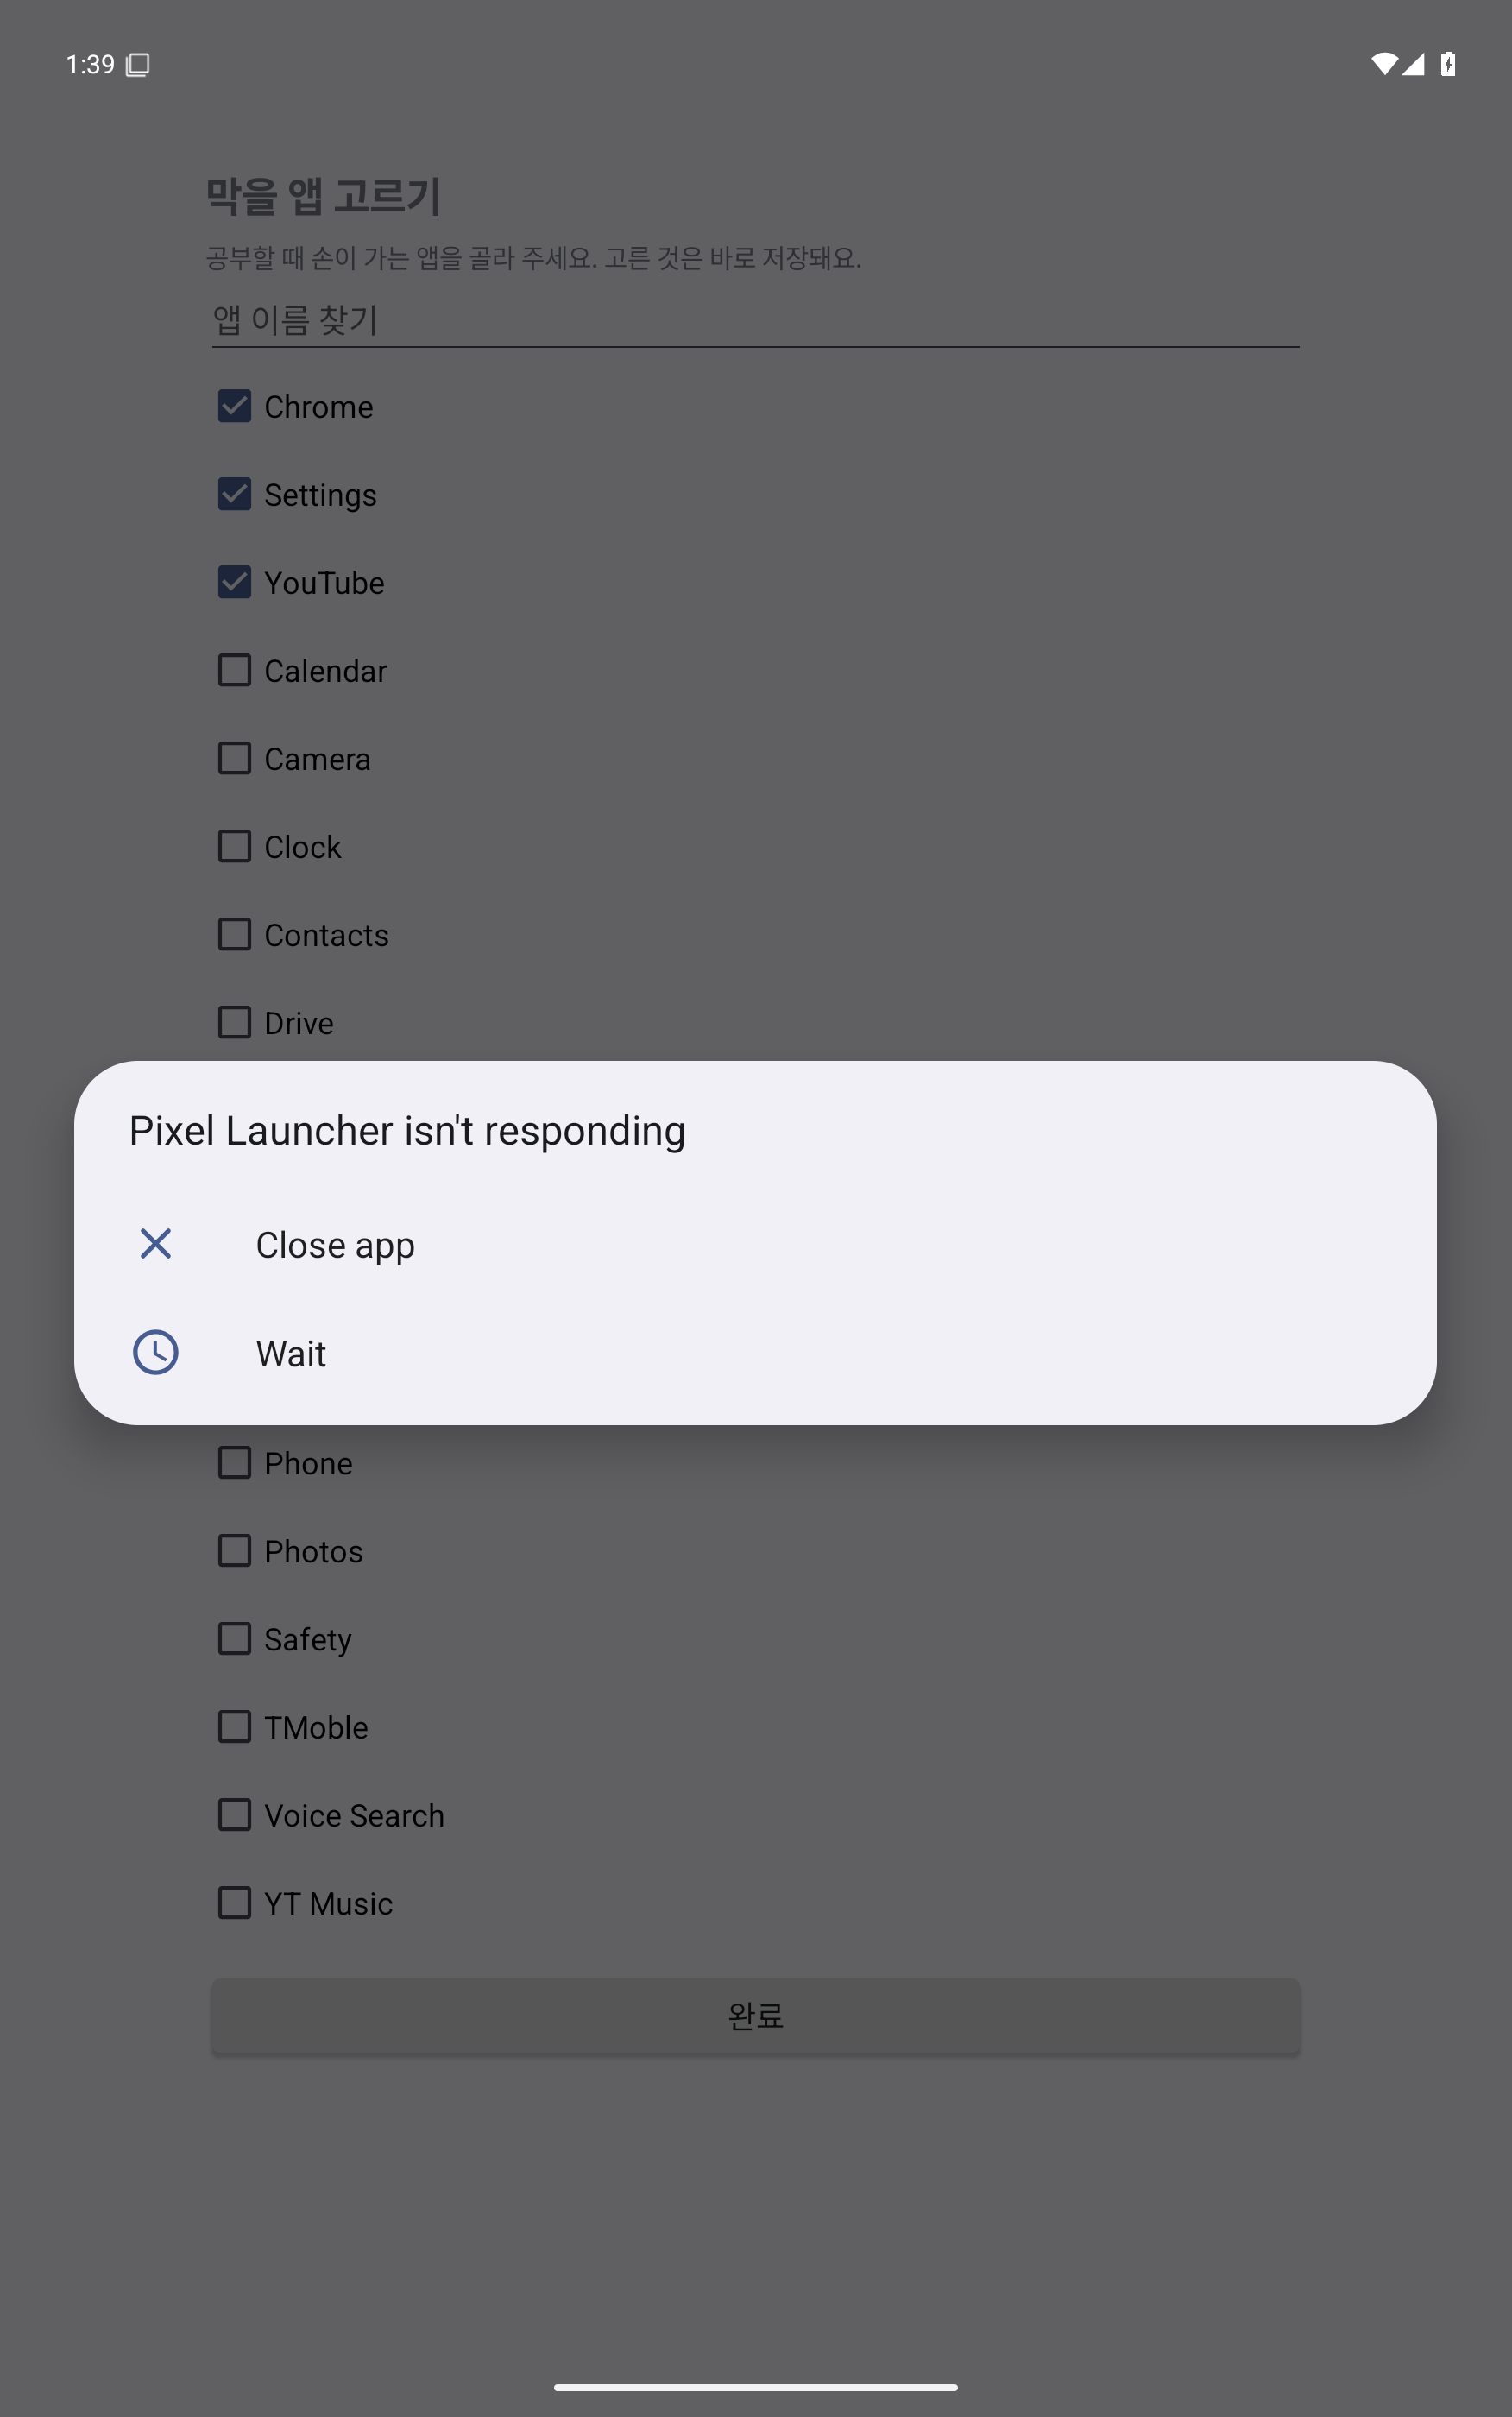 1:39
막을 앱 고르기
공부할 때 손이 가는 앱을 골라 주세요. 고른 것은 바로 저장돼요.
앱 이름 찾기
Chrome
Settings
YouTube
Calendar
Camera
Clock
Contacts
Drive
Pixel Launcher isn't responding
Close app
Wait
Phone
Photos
Safety
TMoble
Voice Search
YT Music
완료